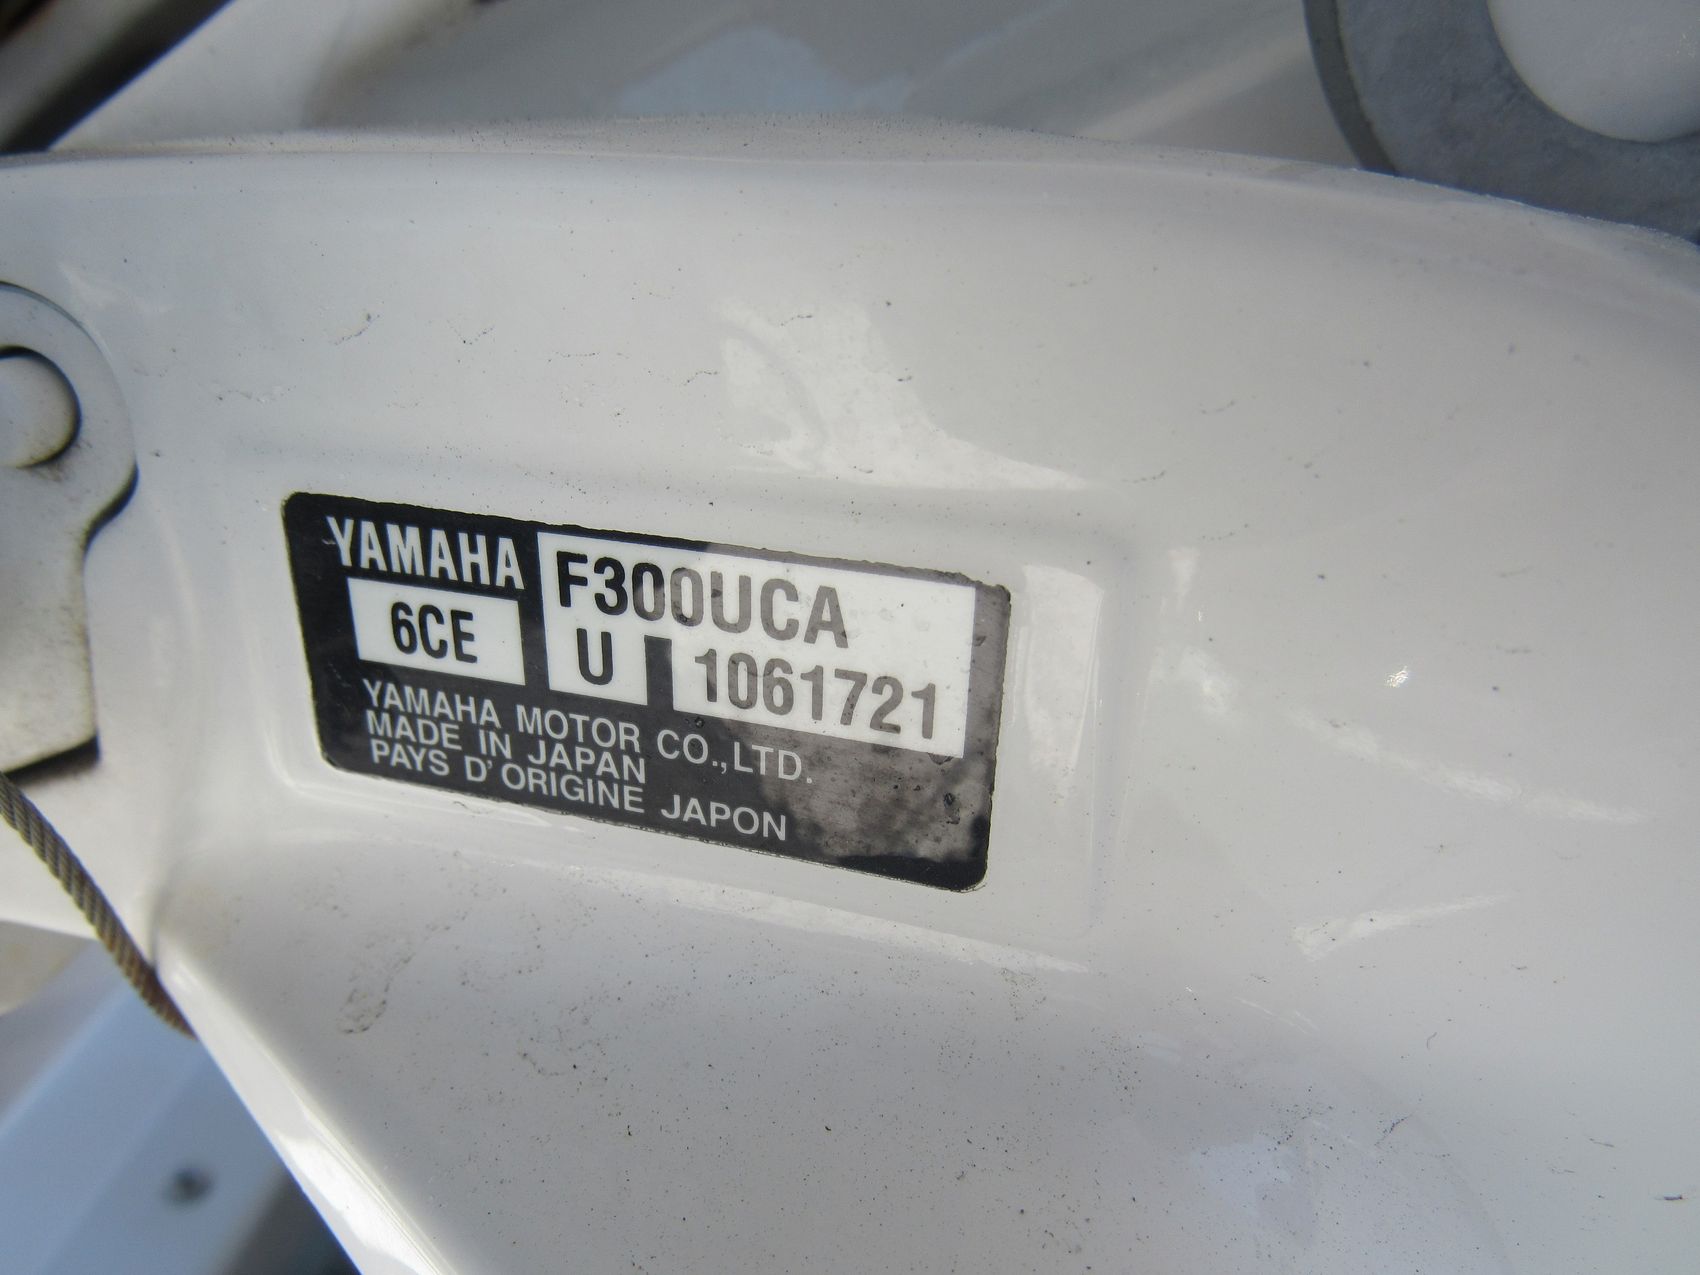 YAMAHA F300UCA
6CE U 1061721
YAMAHA MOTOR CO.,LTD.
MADE IN JAPAN
PAYS D'ORIGINE JAPON